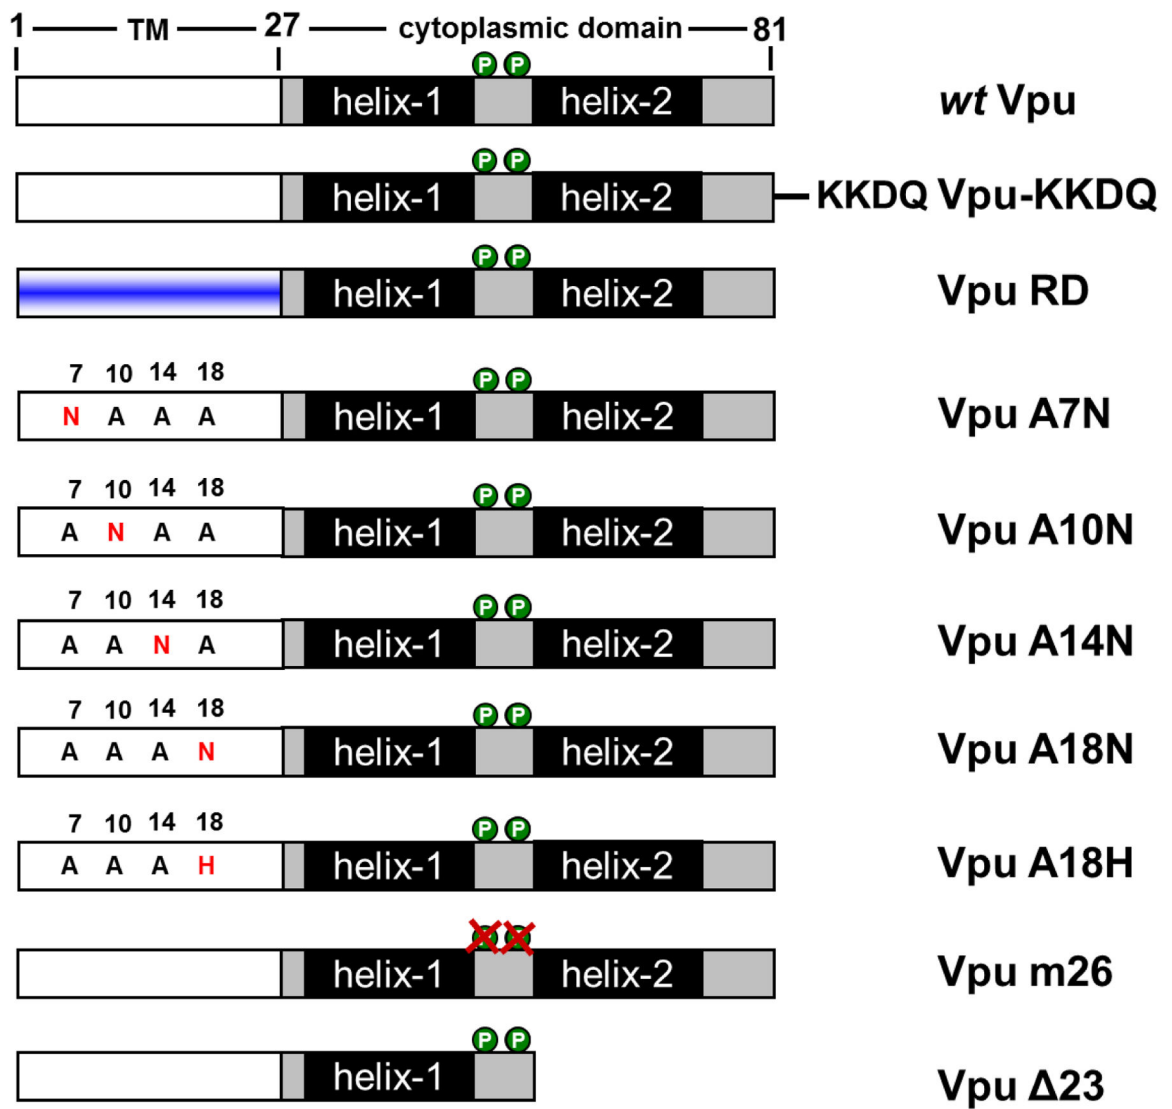 1 TM 27 cytoplasmic domain 81
P P
helix-1 helix-2 wt Vpu
P P
helix-1 helix-2 KKDQ Vpu-KKDQ
P P
helix-1 helix-2 Vpu RD
7 10 14 18
P P
N A A A helix-1 helix-2 Vpu A7N
7 10 14 18
P P
A N A A helix-1 helix-2 Vpu A10N
7 10 14 18
P P
A A N A helix-1 helix-2 Vpu A14N
7 10 14 18
P P
A A A N helix-1 helix-2 Vpu A18N
7 10 14 18
P P
A A A H helix-1 helix-2 Vpu A18H
P P
helix-1 helix-2 Vpu m26
P P
helix-1 Vpu Δ23